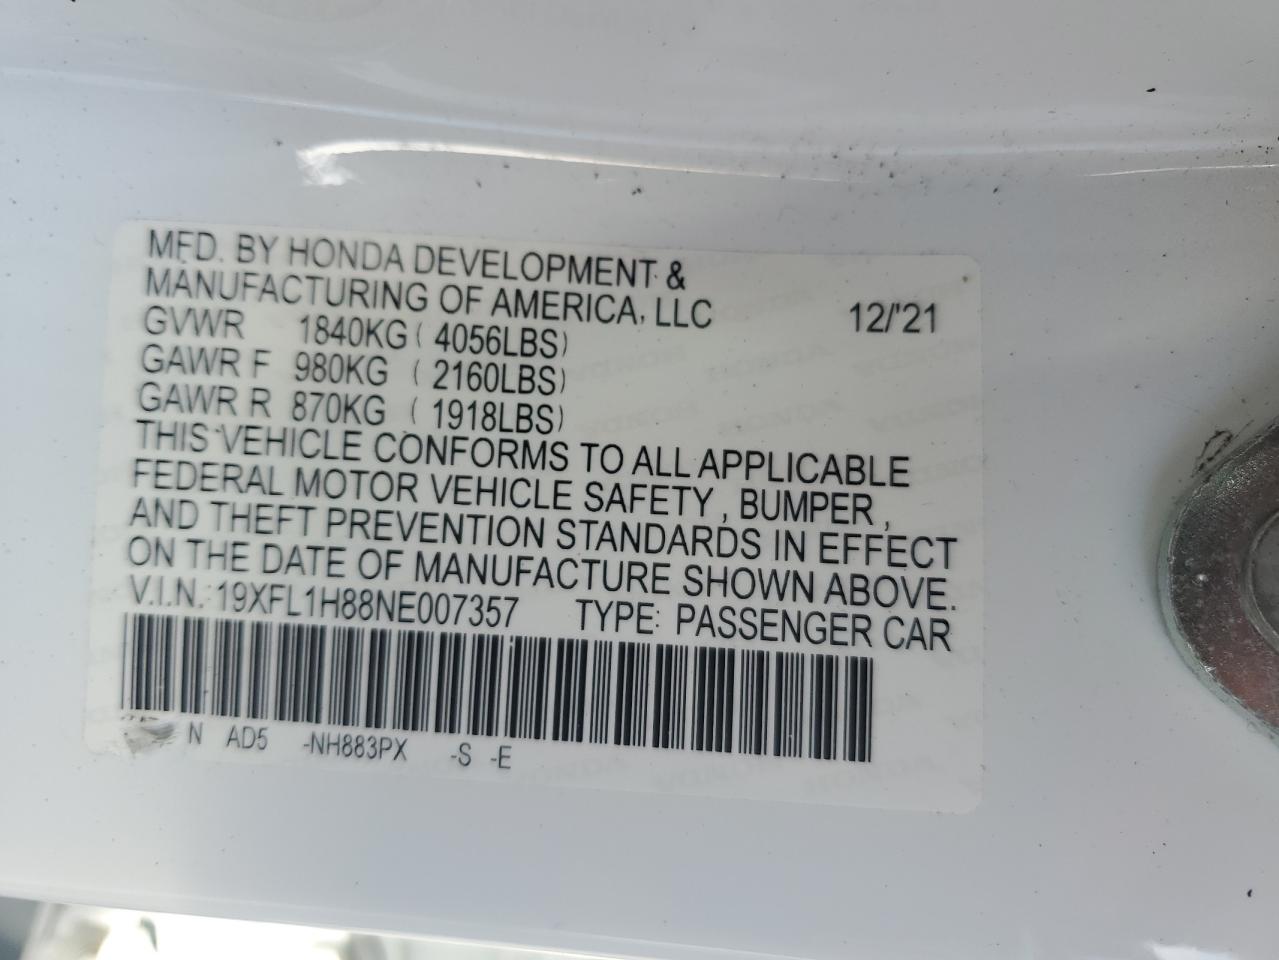 MFD. BY HONDA DEVELOPMENT &
MANUFACTURING OF AMERICA, LLC 12/'21
GVWR 1840KG ( 4056LBS)
GAWR F 980KG ( 2160LBS)
GAWR R 870KG ( 1918LBS)
THIS VEHICLE CONFORMS TO ALL APPLICABLE
FEDERAL MOTOR VEHICLE SAFETY , BUMPER ,
AND THEFT PREVENTION STANDARDS IN EFFECT
ON THE DATE OF MANUFACTURE SHOWN ABOVE.
V.I.N.: 19XFL1H88NE007357 TYPE: PASSENGER CAR
N AD5 -NH883PX -S -E